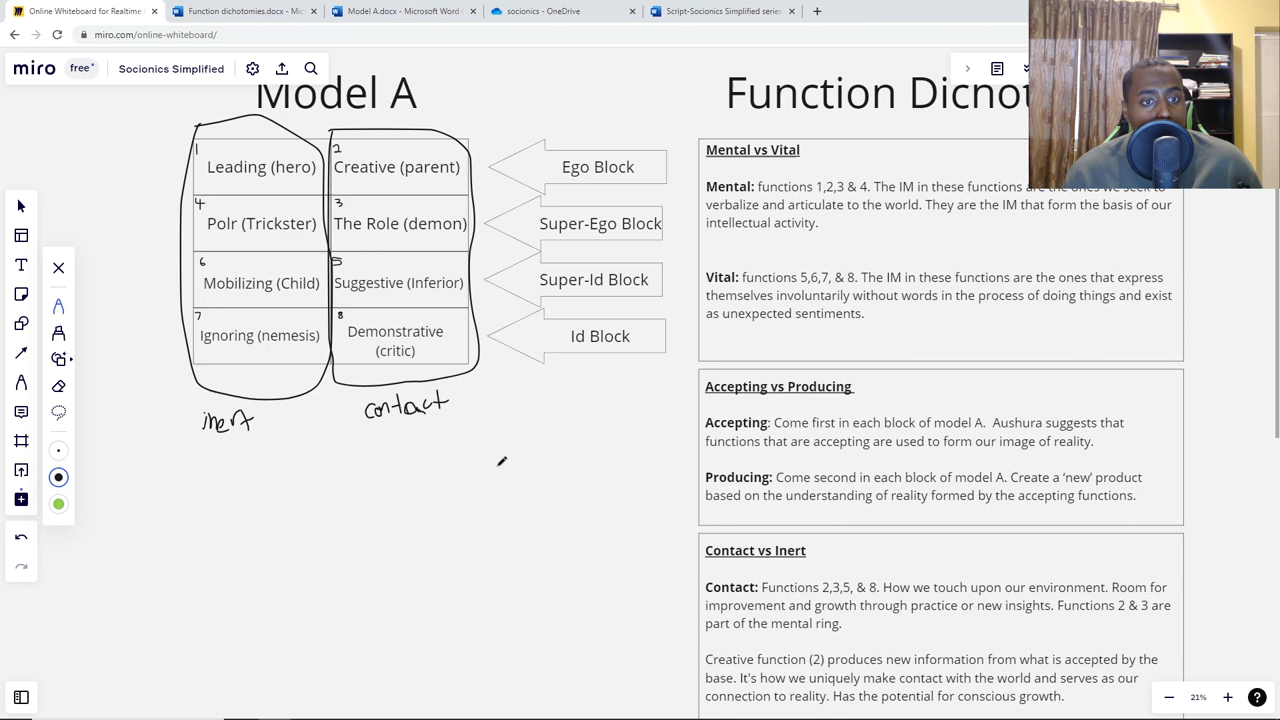 Online Whiteboard for Realtime
Function dichotomies.docx - Mic
Model A.docx - Microsoft Word
socionics - OneDrive
Script-Socionics Simplified series
miro.com/online-whiteboard/
miro free Socionics Simplified
Model A
1 Leading (hero)
2 Creative (parent)
Ego Block
4 Polr (Trickster)
3 The Role (demon)
Super-Ego Block
6 Mobilizing (Child)
5 Suggestive (Inferior)
Super-Id Block
7 Ignoring (nemesis)
8 Demonstrative
(critic)
Id Block
inert
contact
Function Dicnot
Mental vs Vital
Mental: functions 1,2,3 & 4. The IM in these functions are the ones we seek to
verbalize and articulate to the world. They are the IM that form the basis of our
intellectual activity.
Vital: functions 5,6,7, & 8. The IM in these functions are the ones that express
themselves involuntarily without words in the process of doing things and exist
as unexpected sentiments.
Accepting vs Producing
Accepting: Come first in each block of model A. Aushura suggests that
functions that are accepting are used to form our image of reality.
Producing: Come second in each block of model A. Create a ‘new’ product
based on the understanding of reality formed by the accepting functions.
Contact vs Inert
Contact: Functions 2,3,5, & 8. How we touch upon our environment. Room for
improvement and growth through practice or new insights. Functions 2 & 3 are
part of the mental ring.
Creative function (2) produces new information from what is accepted by the
base. It's how we uniquely make contact with the world and serves as our
connection to reality. Has the potential for conscious growth.
21%